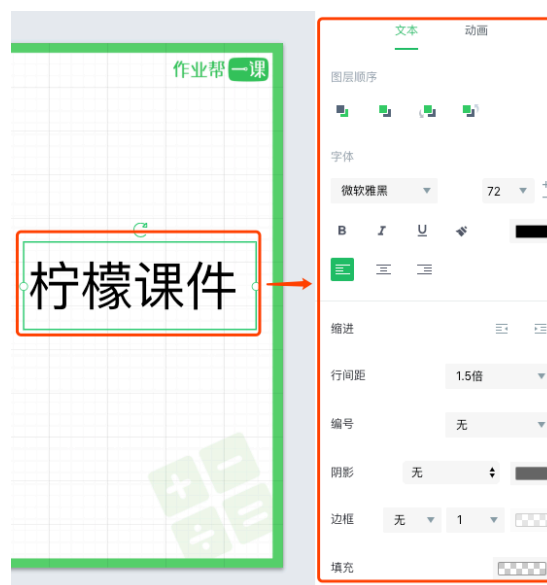 作业帮一课
柠檬课件
文本 动画
图层顺序
字体
微软雅黑 72
B I U
缩进
行间距 1.5倍
编号 无
阴影 无
边框 无 1
填充